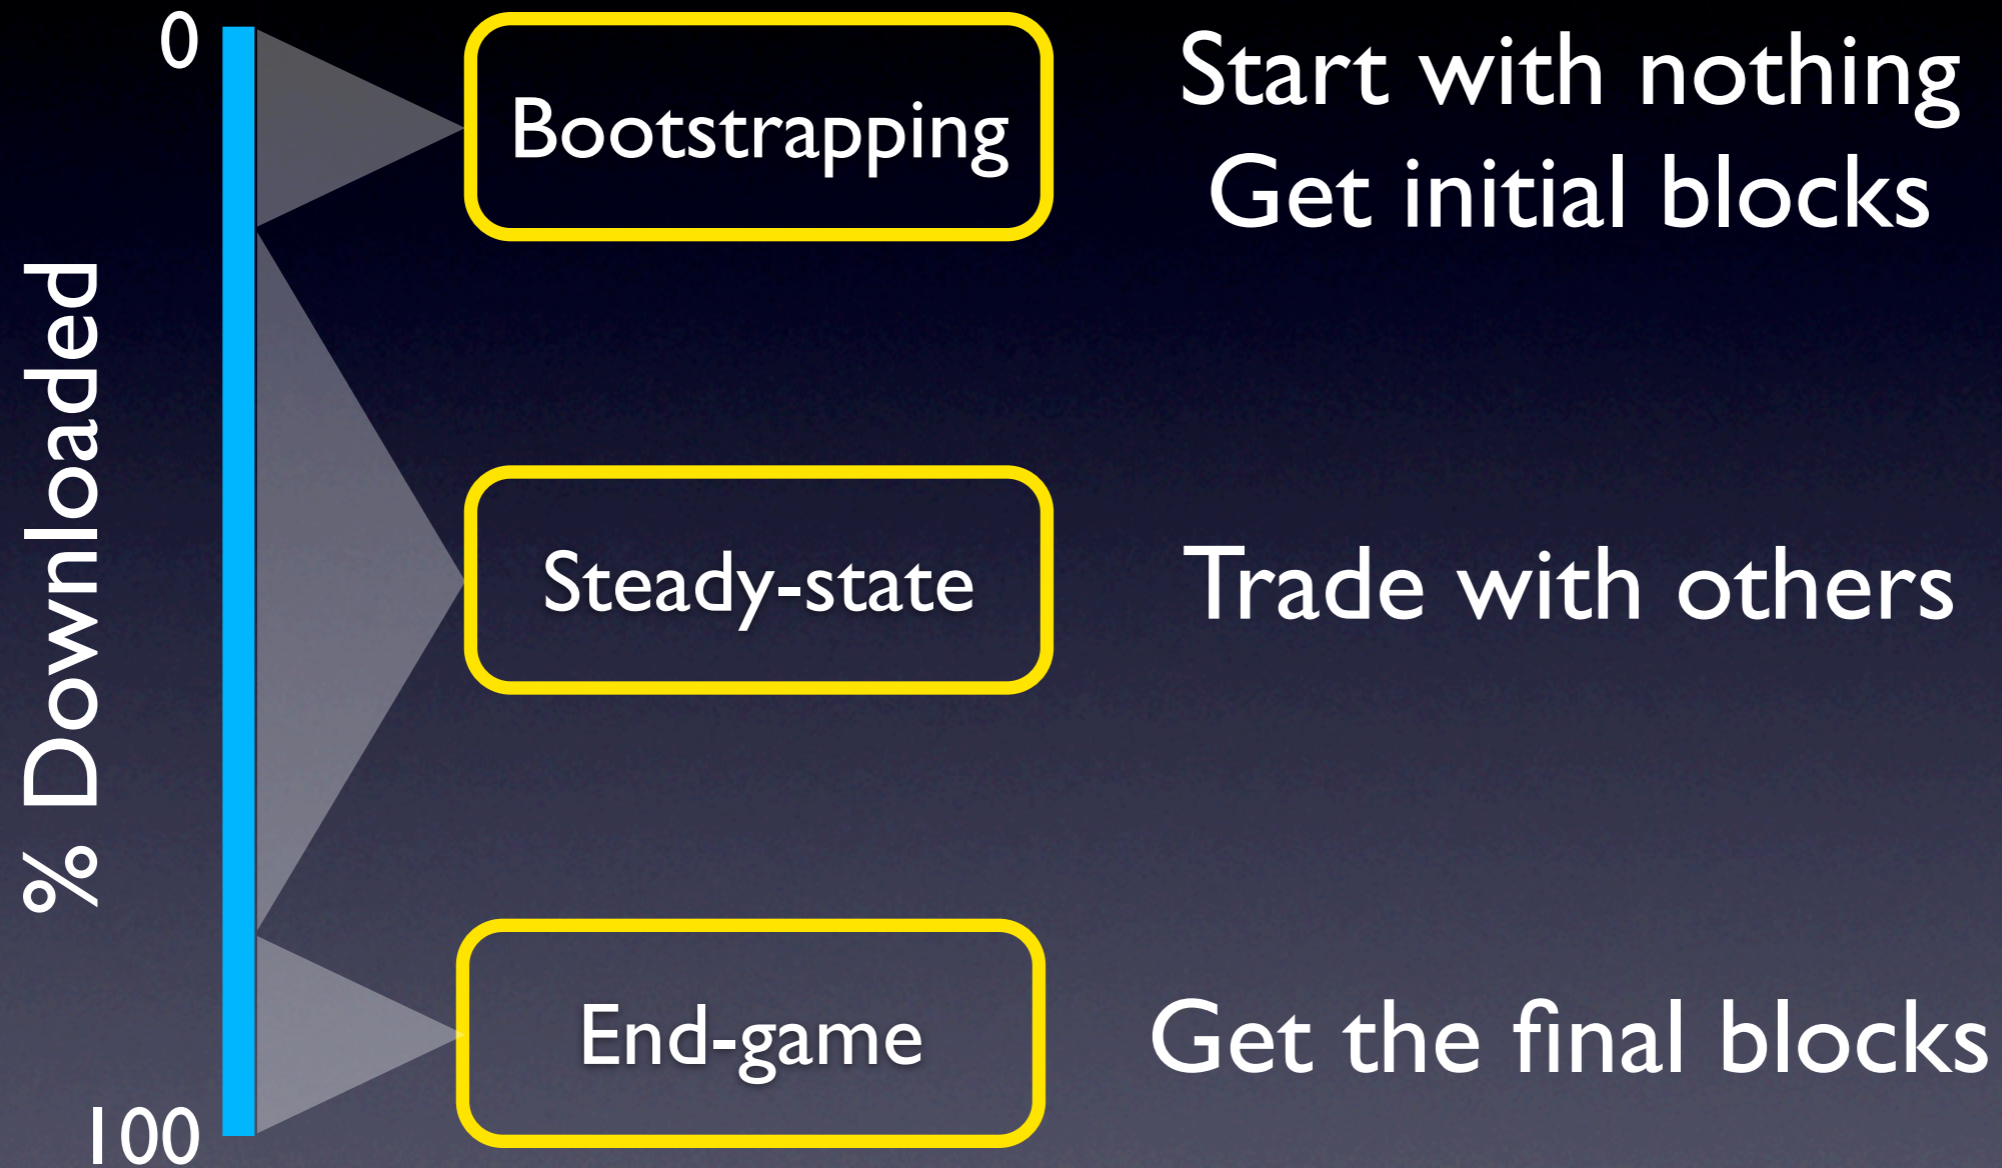 0
Bootstrapping
Start with nothing
Get initial blocks
% Downloaded
Steady-state
Trade with others
End-game
Get the final blocks
100